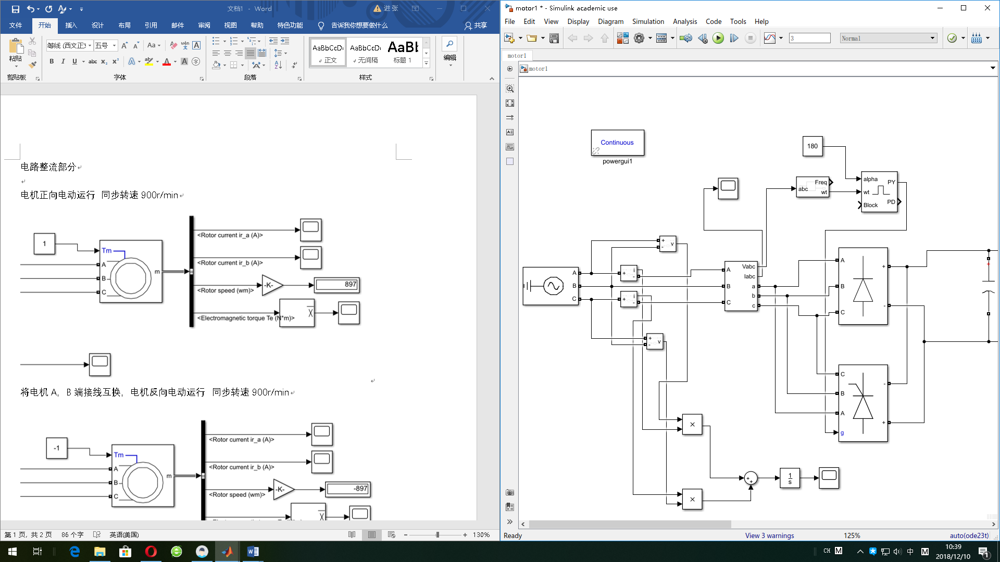 文档1 - Word
进 张
文件 开始 插入 设计 布局 引用 邮件 审阅 视图 帮助 特色功能 告诉我你想要做什么 共享
粘贴
等线 (西文正文 五号
B I U abc x₂ x²
AaBbCcDı AaBbCcDı AaBb
正文 无间隔 标题 1
编辑
剪贴板 字体 段落 样式
电路整流部分
电机正向电动运行 同步转速 900r/min
1
Tm
A
B
C
m
<Rotor current ir_a (A)>
<Rotor current ir_b (A)>
<Rotor speed (wm)>
-K-
897
<Electromagnetic torque Te (N*m)>
X
将电机 A, B 端接线互换, 电机反向电动运行 同步转速 900r/min
-1
Tm
A
B
C
m
<Rotor current ir_a (A)>
<Rotor current ir_b (A)>
<Rotor speed (wm)>
-K-
-897
第 1 页, 共 2 页 86 个字 英语(美国) 130%
motor1 * - Simulink academic use
File Edit View Display Diagram Simulation Analysis Code Tools Help
3 Normal
motor1
motor1
Continuous
powergui1
180
alpha
wt
Block
PY
PD
abc
Freq
wt
+ - v
A
B
C
+ i -
+ i -
A
B
C
Vabc
Iabc
a
b
c
A
B
C
+
-
+ - v
C
B
A
g
-
+
×
×
+ +
1
s
Ready View 3 warnings 125% auto(ode23t)
CH M 中 M
10:39
2018/12/10
1